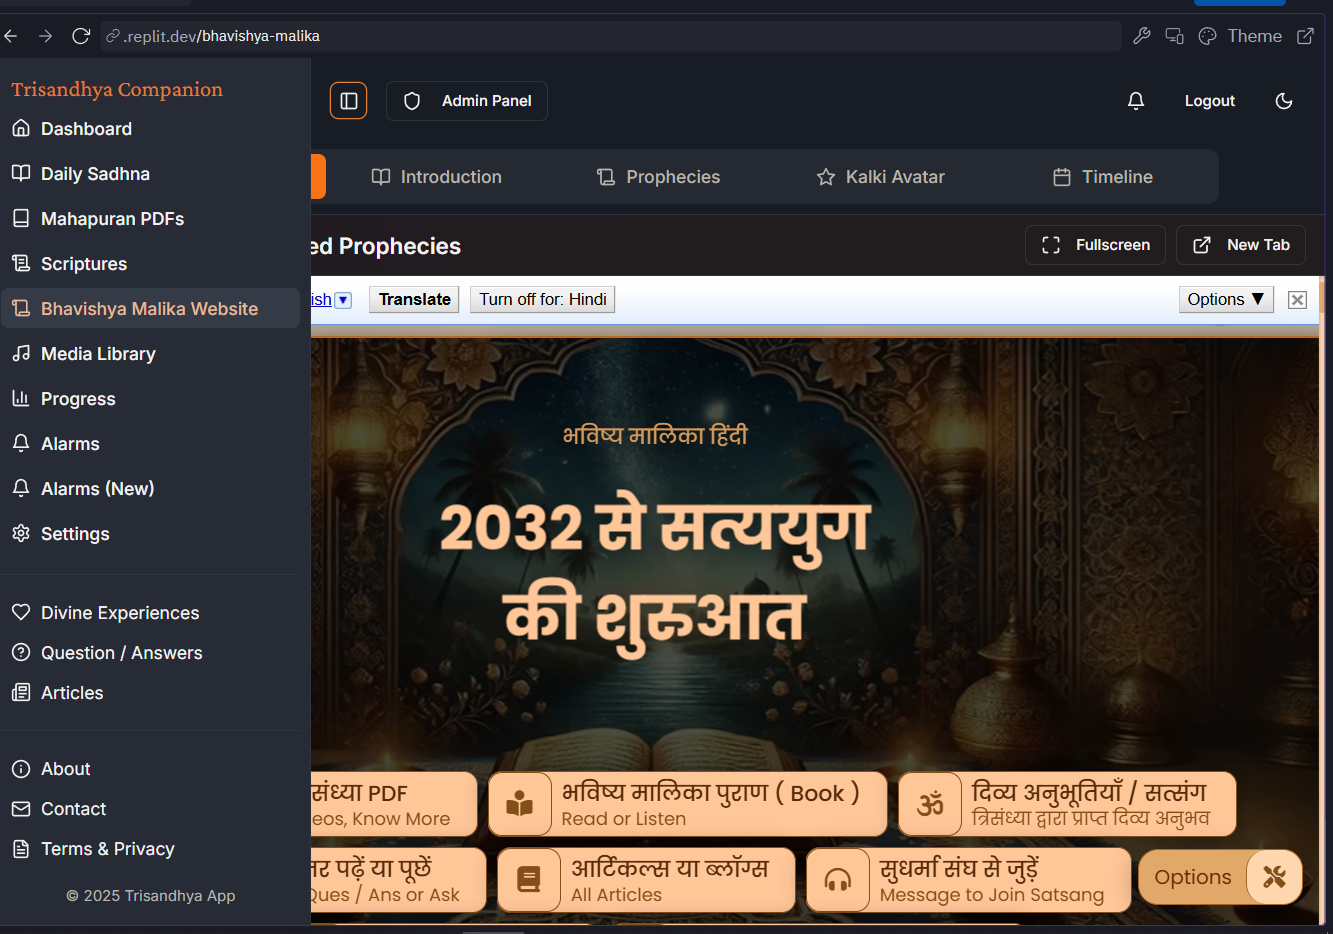 .replit.dev/bhavishya-malika
Theme
Trisandhya Companion
Dashboard
Daily Sadhna
Mahapuran PDFs
Scriptures
Bhavishya Malika Website
Media Library
Progress
Alarms
Alarms (New)
Settings
Divine Experiences
Question / Answers
Articles
About
Contact
Terms & Privacy
© 2025 Trisandhya App
Admin Panel
Logout
Introduction
Prophecies
Kalki Avatar
Timeline
ed Prophecies
Fullscreen
New Tab
ish
Translate
Turn off for: Hindi
Options ▼
भविष्य मालिका हिंदी
2032 से सत्ययुग
की शुरुआत
संध्या PDF
eos, Know More
भविष्य मालिका पुराण ( Book )
Read or Listen
ॐ
दिव्य अनुभूतियाँ / सत्संग
त्रिसंध्या द्वारा प्राप्त दिव्य अनुभव
पढ़ें या पूछें
Ques / Ans or Ask
आर्टिकल्स या ब्लॉग्स
All Articles
सुधर्मा संघ से जुड़ें
Message to Join Satsang
Options